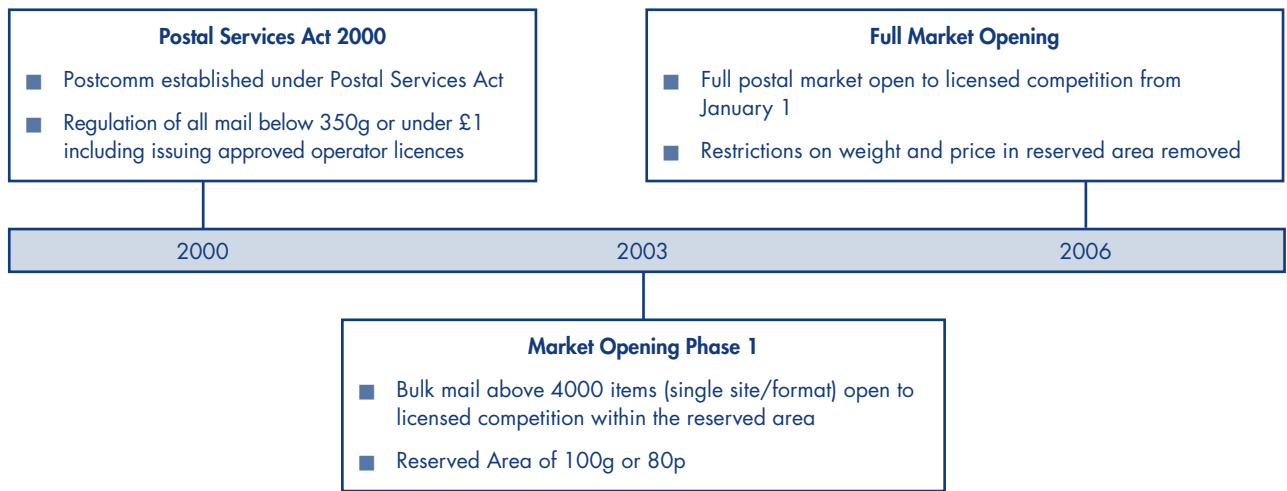 Postal Services Act 2000
■ Postcomm established under Postal Services Act
■ Regulation of all mail below 350g or under £1
including issuing approved operator licences
Full Market Opening
■ Full postal market open to licensed competition from
January 1
■ Restrictions on weight and price in reserved area removed
2000
2003
2006
Market Opening Phase 1
■ Bulk mail above 4000 items (single site/format) open to
licensed competition within the reserved area
■ Reserved Area of 100g or 80p